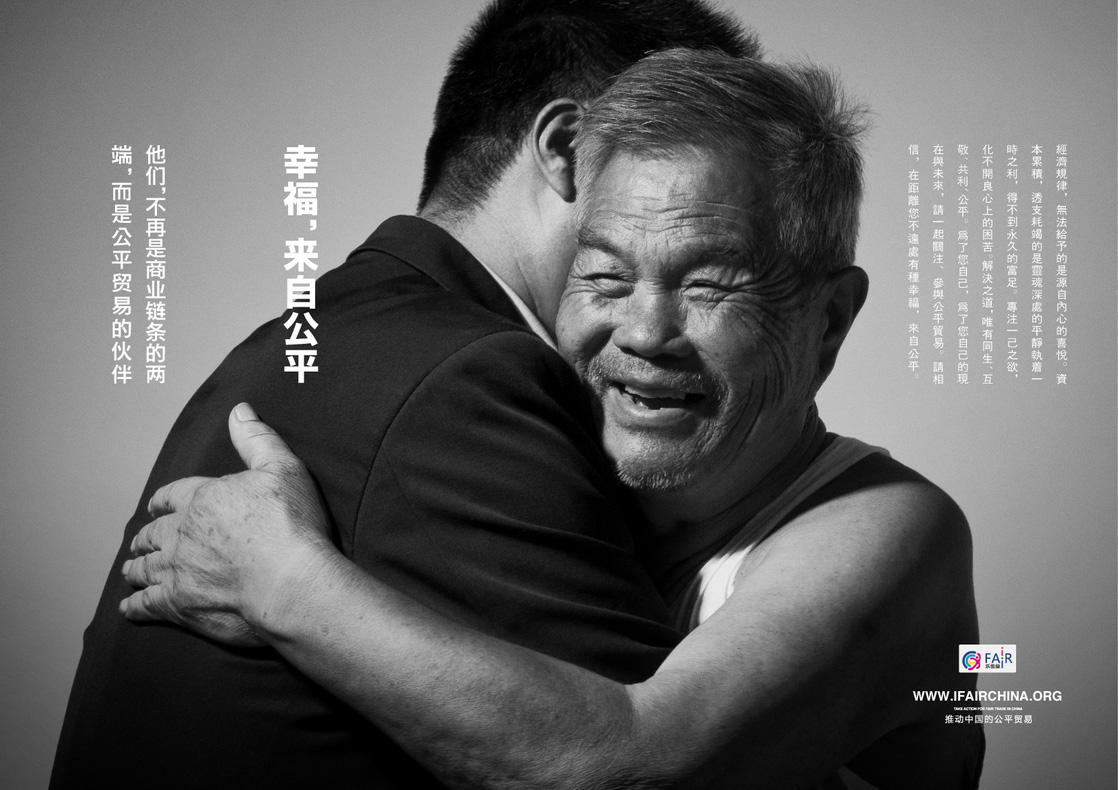 經濟規律，無法給予的是源自內心的喜悅。資
本累積，透支耗竭的是靈魂深處的平靜執着一
時之利，得不到永久的富足。專注一己之欲，
化不開良心上的困苦 解決之道，唯有同生、互
敬、共利、公平。爲了您自己，爲了您自己的現
在與未來，請一起關注、參與公平貿易。請相
信，在距離您不遠處有種幸福，來自公平。
幸福，来自公平
他们，不再是商业链条的两
端，而是公平贸易的伙伴
FAiR
WWW.IFAIRCHINA.ORG
TAKE ACTION FOR FAIR TRADE IN CHINA
推动中国的公平贸易